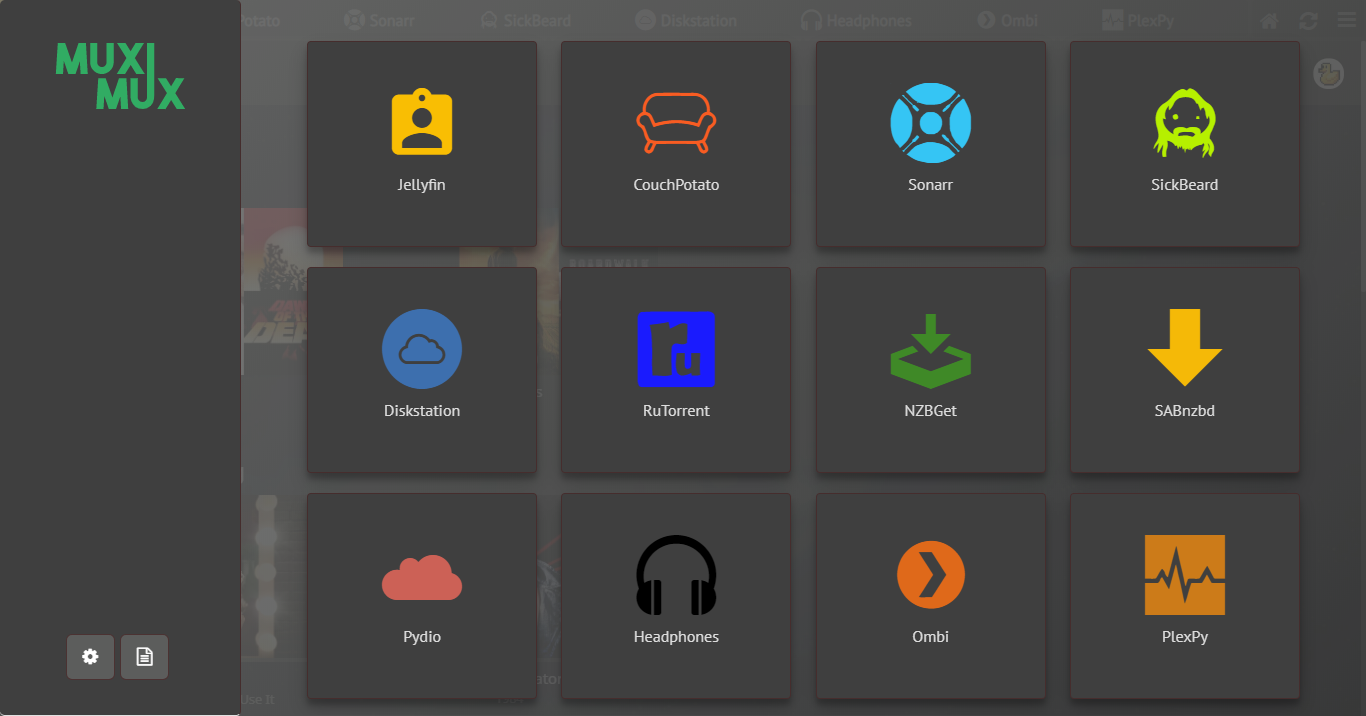 Potato Sonarr SickBeard Diskstation Headphones Ombi PlexPy
MUXI
MUX
Jellyfin CouchPotato Sonarr SickBeard
Diskstation RuTorrent NZBGet SABnzbd
Pydio Headphones Ombi PlexPy
Use It